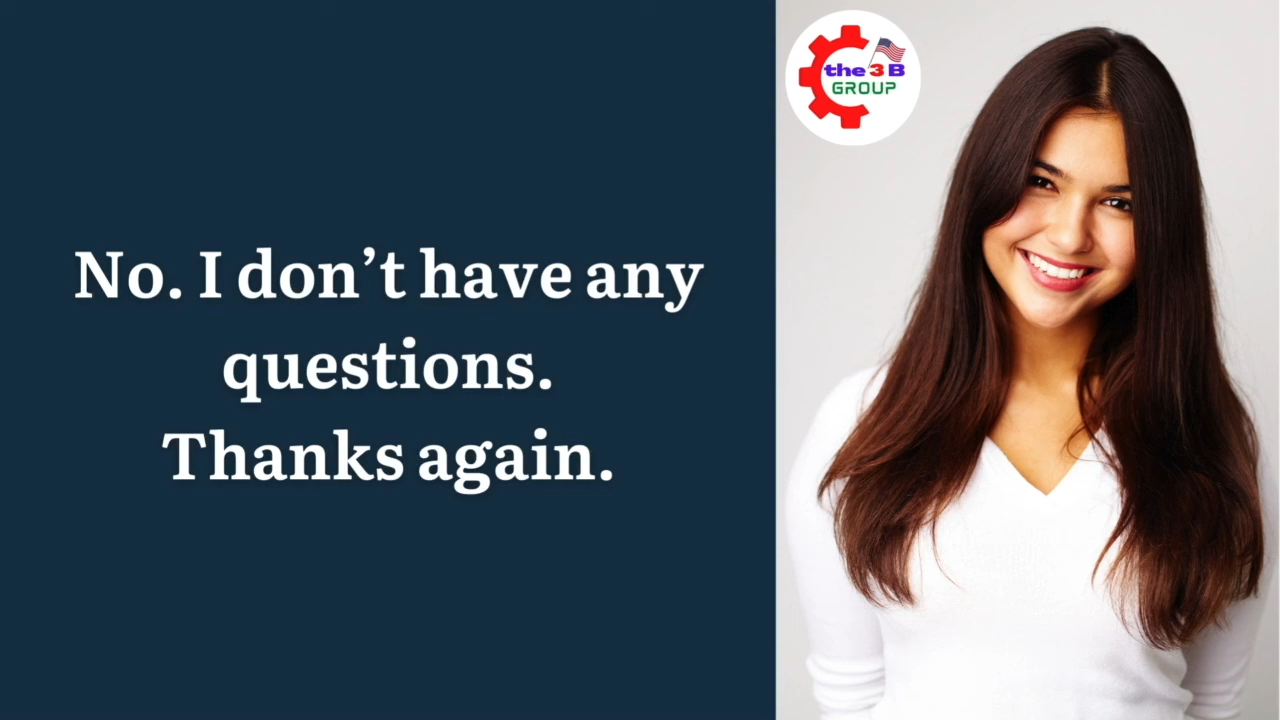 No. I don’t have any
questions.
Thanks again.
the 3 B
GROUP